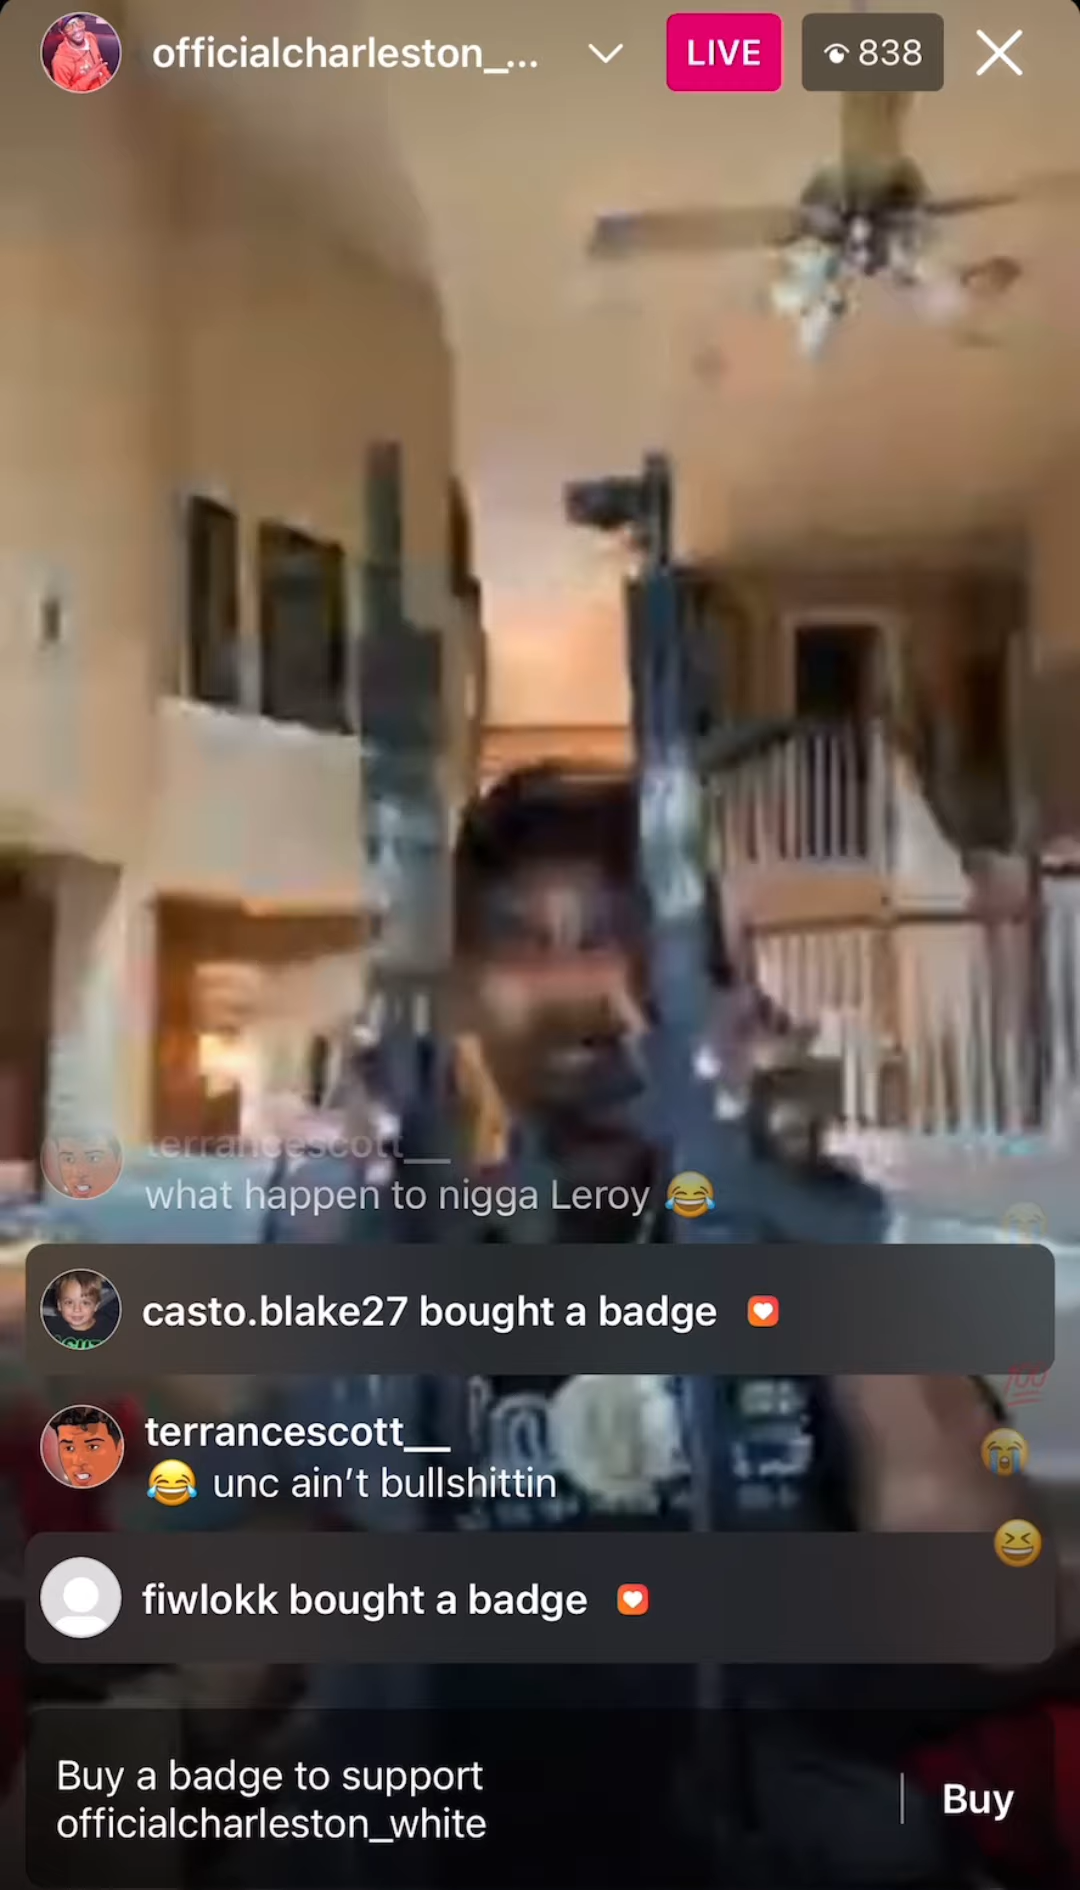 officialcharleston_...
LIVE
838
terrancescott__
what happen to nigga Leroy 😂
casto.blake27 bought a badge
100
terrancescott__
😂 unc ain't bullshittin
fiwlokk bought a badge
Buy a badge to support
officialcharleston_white
Buy